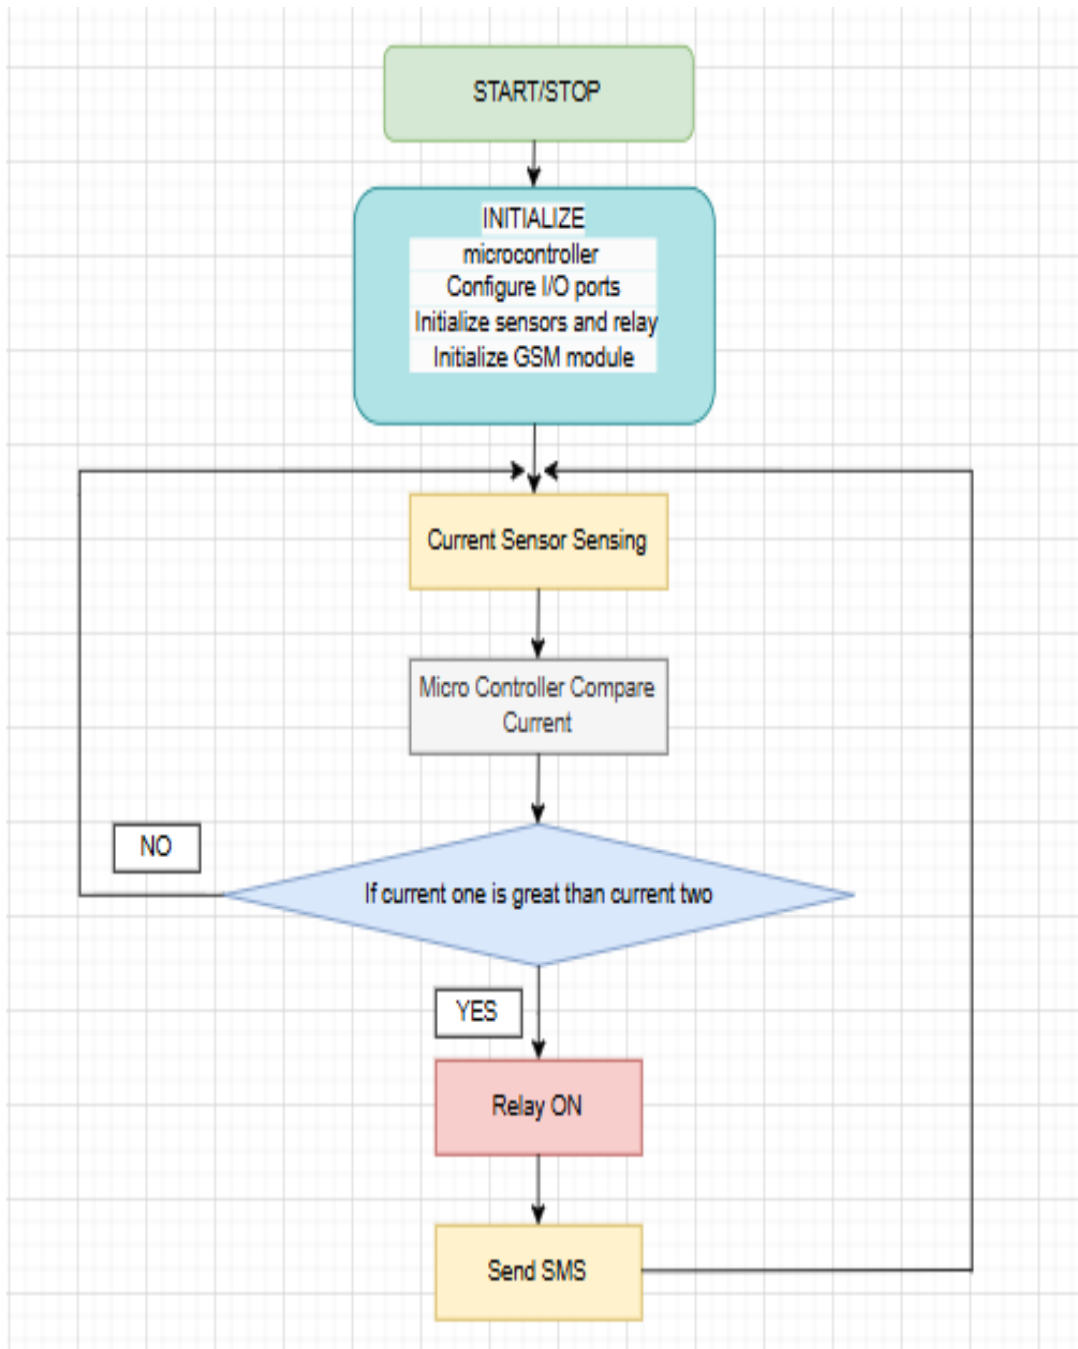 START/STOP
INITIALIZE
microcontroller
Configure I/O ports
Initialize sensors and relay
Initialize GSM module
Current Sensor Sensing
Micro Controller Compare
Current
NO
If current one is great than current two
YES
Relay ON
Send SMS